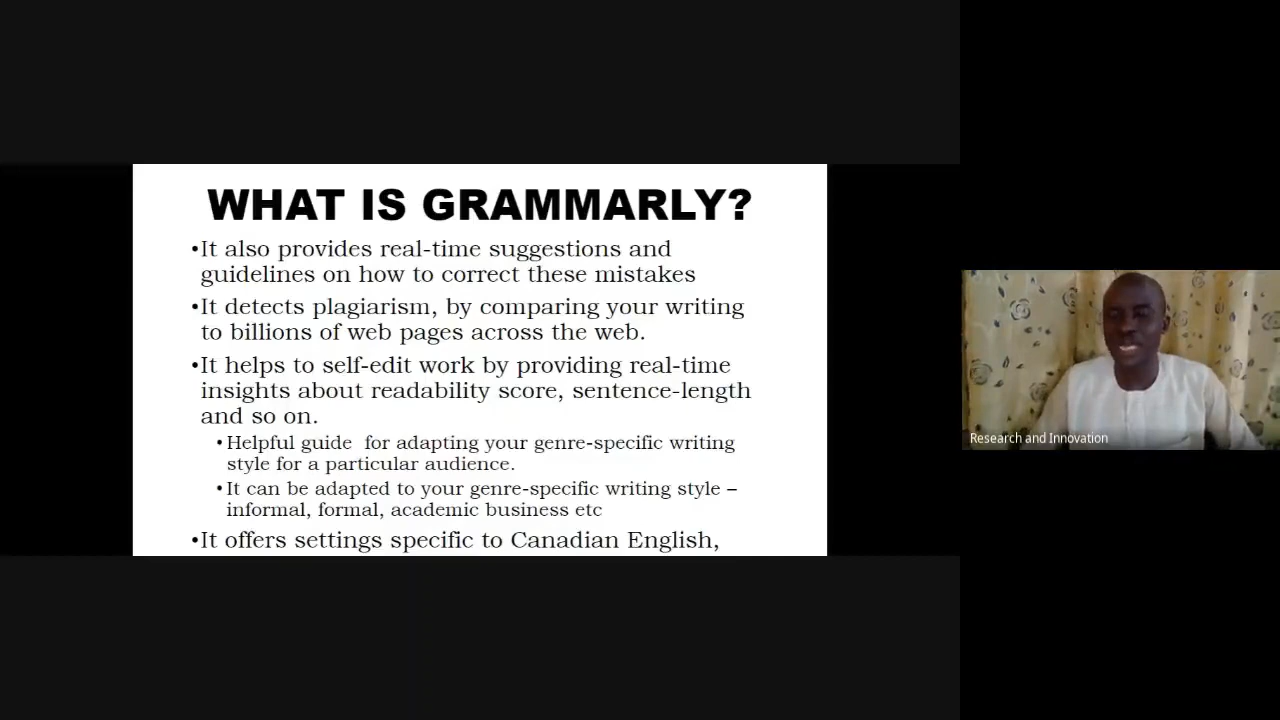 WHAT IS GRAMMARLY?
•It also provides real-time suggestions and
guidelines on how to correct these mistakes
•It detects plagiarism, by comparing your writing
to billions of web pages across the web.
•It helps to self-edit work by providing real-time
insights about readability score, sentence-length
and so on.
•Helpful guide  for adapting your genre-specific writing
style for a particular audience.
•It can be adapted to your genre-specific writing style –
informal, formal, academic business etc
•It offers settings specific to Canadian English,
Research and Innovation